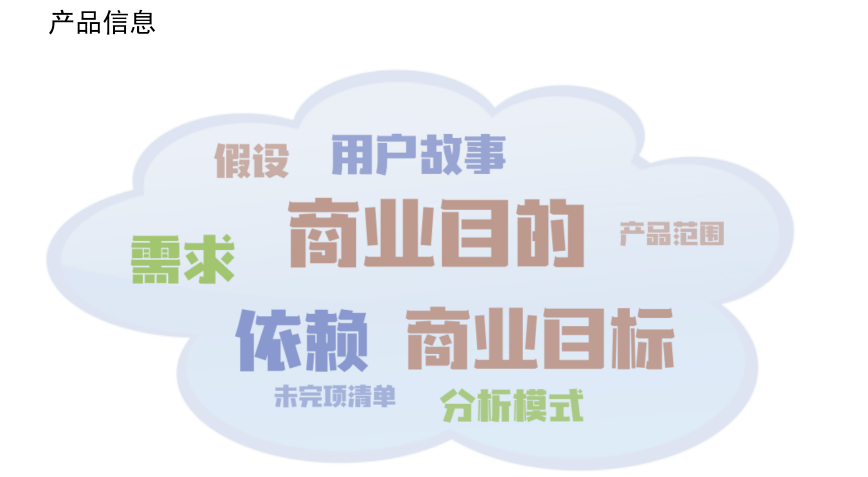 产品信息
假设
用户故事
商业目的
产品范围
需求
依赖
商业目标
未完项清单
分析模式